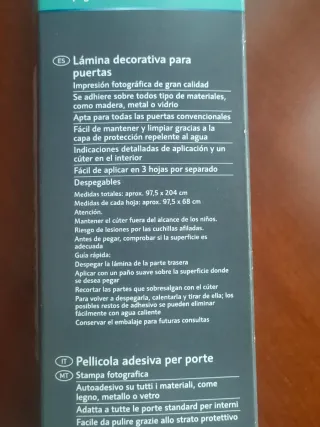 ES Lámina decorativa para
puertas
Impresión fotográfica de gran calidad
Se adhiere sobre todos tipo de materiales,
como madera, metal o vidrio
Apta para todas las puertas convencionales
Fácil de mantener y limpiar gracias a la
capa de protección repelente al agua
Indicaciones detalladas de aplicación y un
cúter en el interior
Fácil de aplicar en 3 hojas por separado
Despegables
Medidas totales: aprox. 97,5 x 204 cm
Medidas de cada hoja: aprox. 97,5 x 68 cm
Atención.
Mantener el cúter fuera del alcance de los niños.
Riesgo de lesiones por las cuchillas afiladas.
Antes de pegar, comprobar si la superficie es
adecuada
Guía rápida:
Despegar la lámina de la parte trasera
Aplicar con un paño suave sobre la superficie donde
se desea pegar
Recortar las partes que sobresalgan con el cúter
Para volver a despegarla, calentarla y tirar de ella; los
posibles restos de adhesivo se pueden eliminar
fácilmente con agua caliente
Conservar el embalaje para futuras consultas
IT Pellicola adesiva per porte
MT Stampa fotografica
Autoadesivo su tutti i materiali, come
legno, metallo o vetro
Adatta a tutte le porte standard per interni
Facile da pulire grazie allo strato protettivo